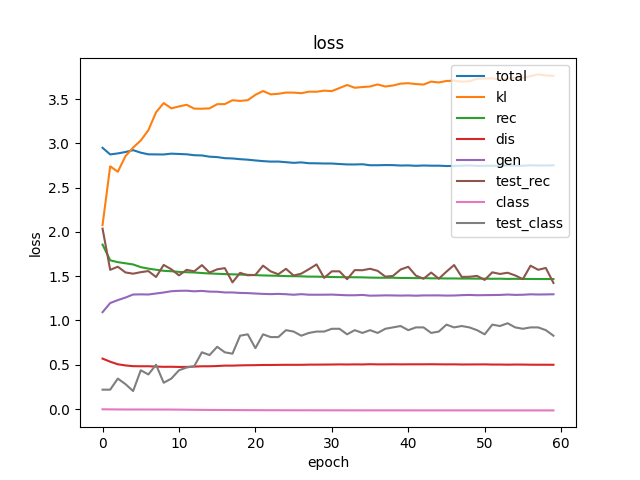 loss
loss
3.5
3.0
2.5
2.0
1.5
1.0
0.5
0.0
total
kl
rec
dis
gen
test_rec
class
test_class
0 10 20 30 40 50 60
epoch